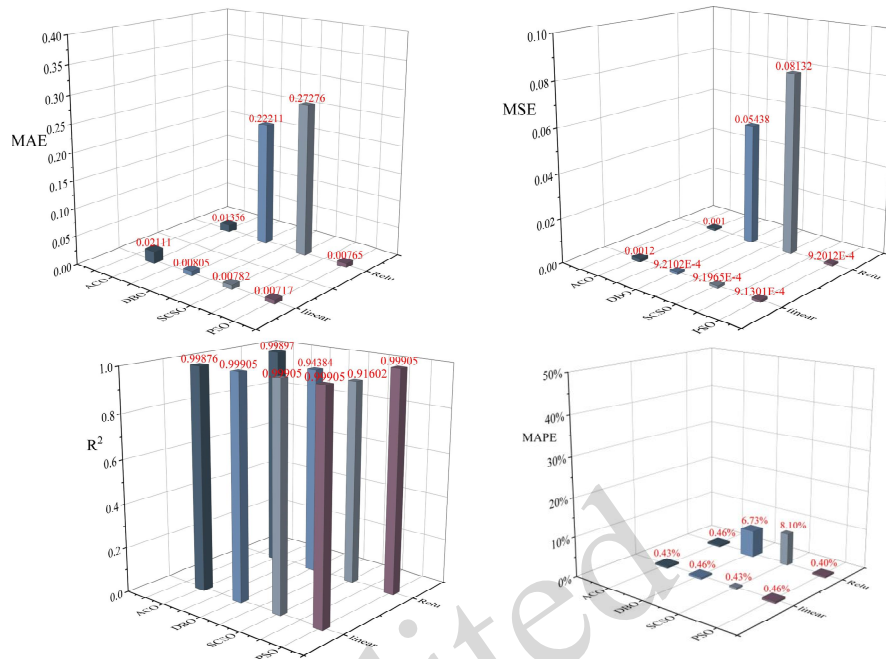 0.40
0.35
0.30
0.25
0.20
0.15
0.10
0.05
0.00
MAE
0.22211
0.27276
0.01356
0.02111
0.00805
0.00782
0.00717
0.00765
ACO
DBO
SCSO
PSO
linear
Relu
0.10
0.08
0.06
0.04
0.02
0.00
MSE
0.05438
0.08132
0.001
0.0012
9.2102E-4
9.1965E-4
9.1301E-4
9.2012E-4
ACO
DBO
SCSO
PSO
linear
Relu
1.0
0.8
0.6
0.4
0.2
0.0
R²
0.99876
0.99905
0.99897
0.94384
0.99905
0.99905
0.91602
0.99905
ACO
DBO
SCSO
PSO
linear
Relu
50%
40%
30%
20%
10%
0%
MAPE
0.46%
6.73%
8.10%
0.43%
0.46%
0.43%
0.46%
0.40%
ACO
DBO
SCSO
PSO
linear
Relu